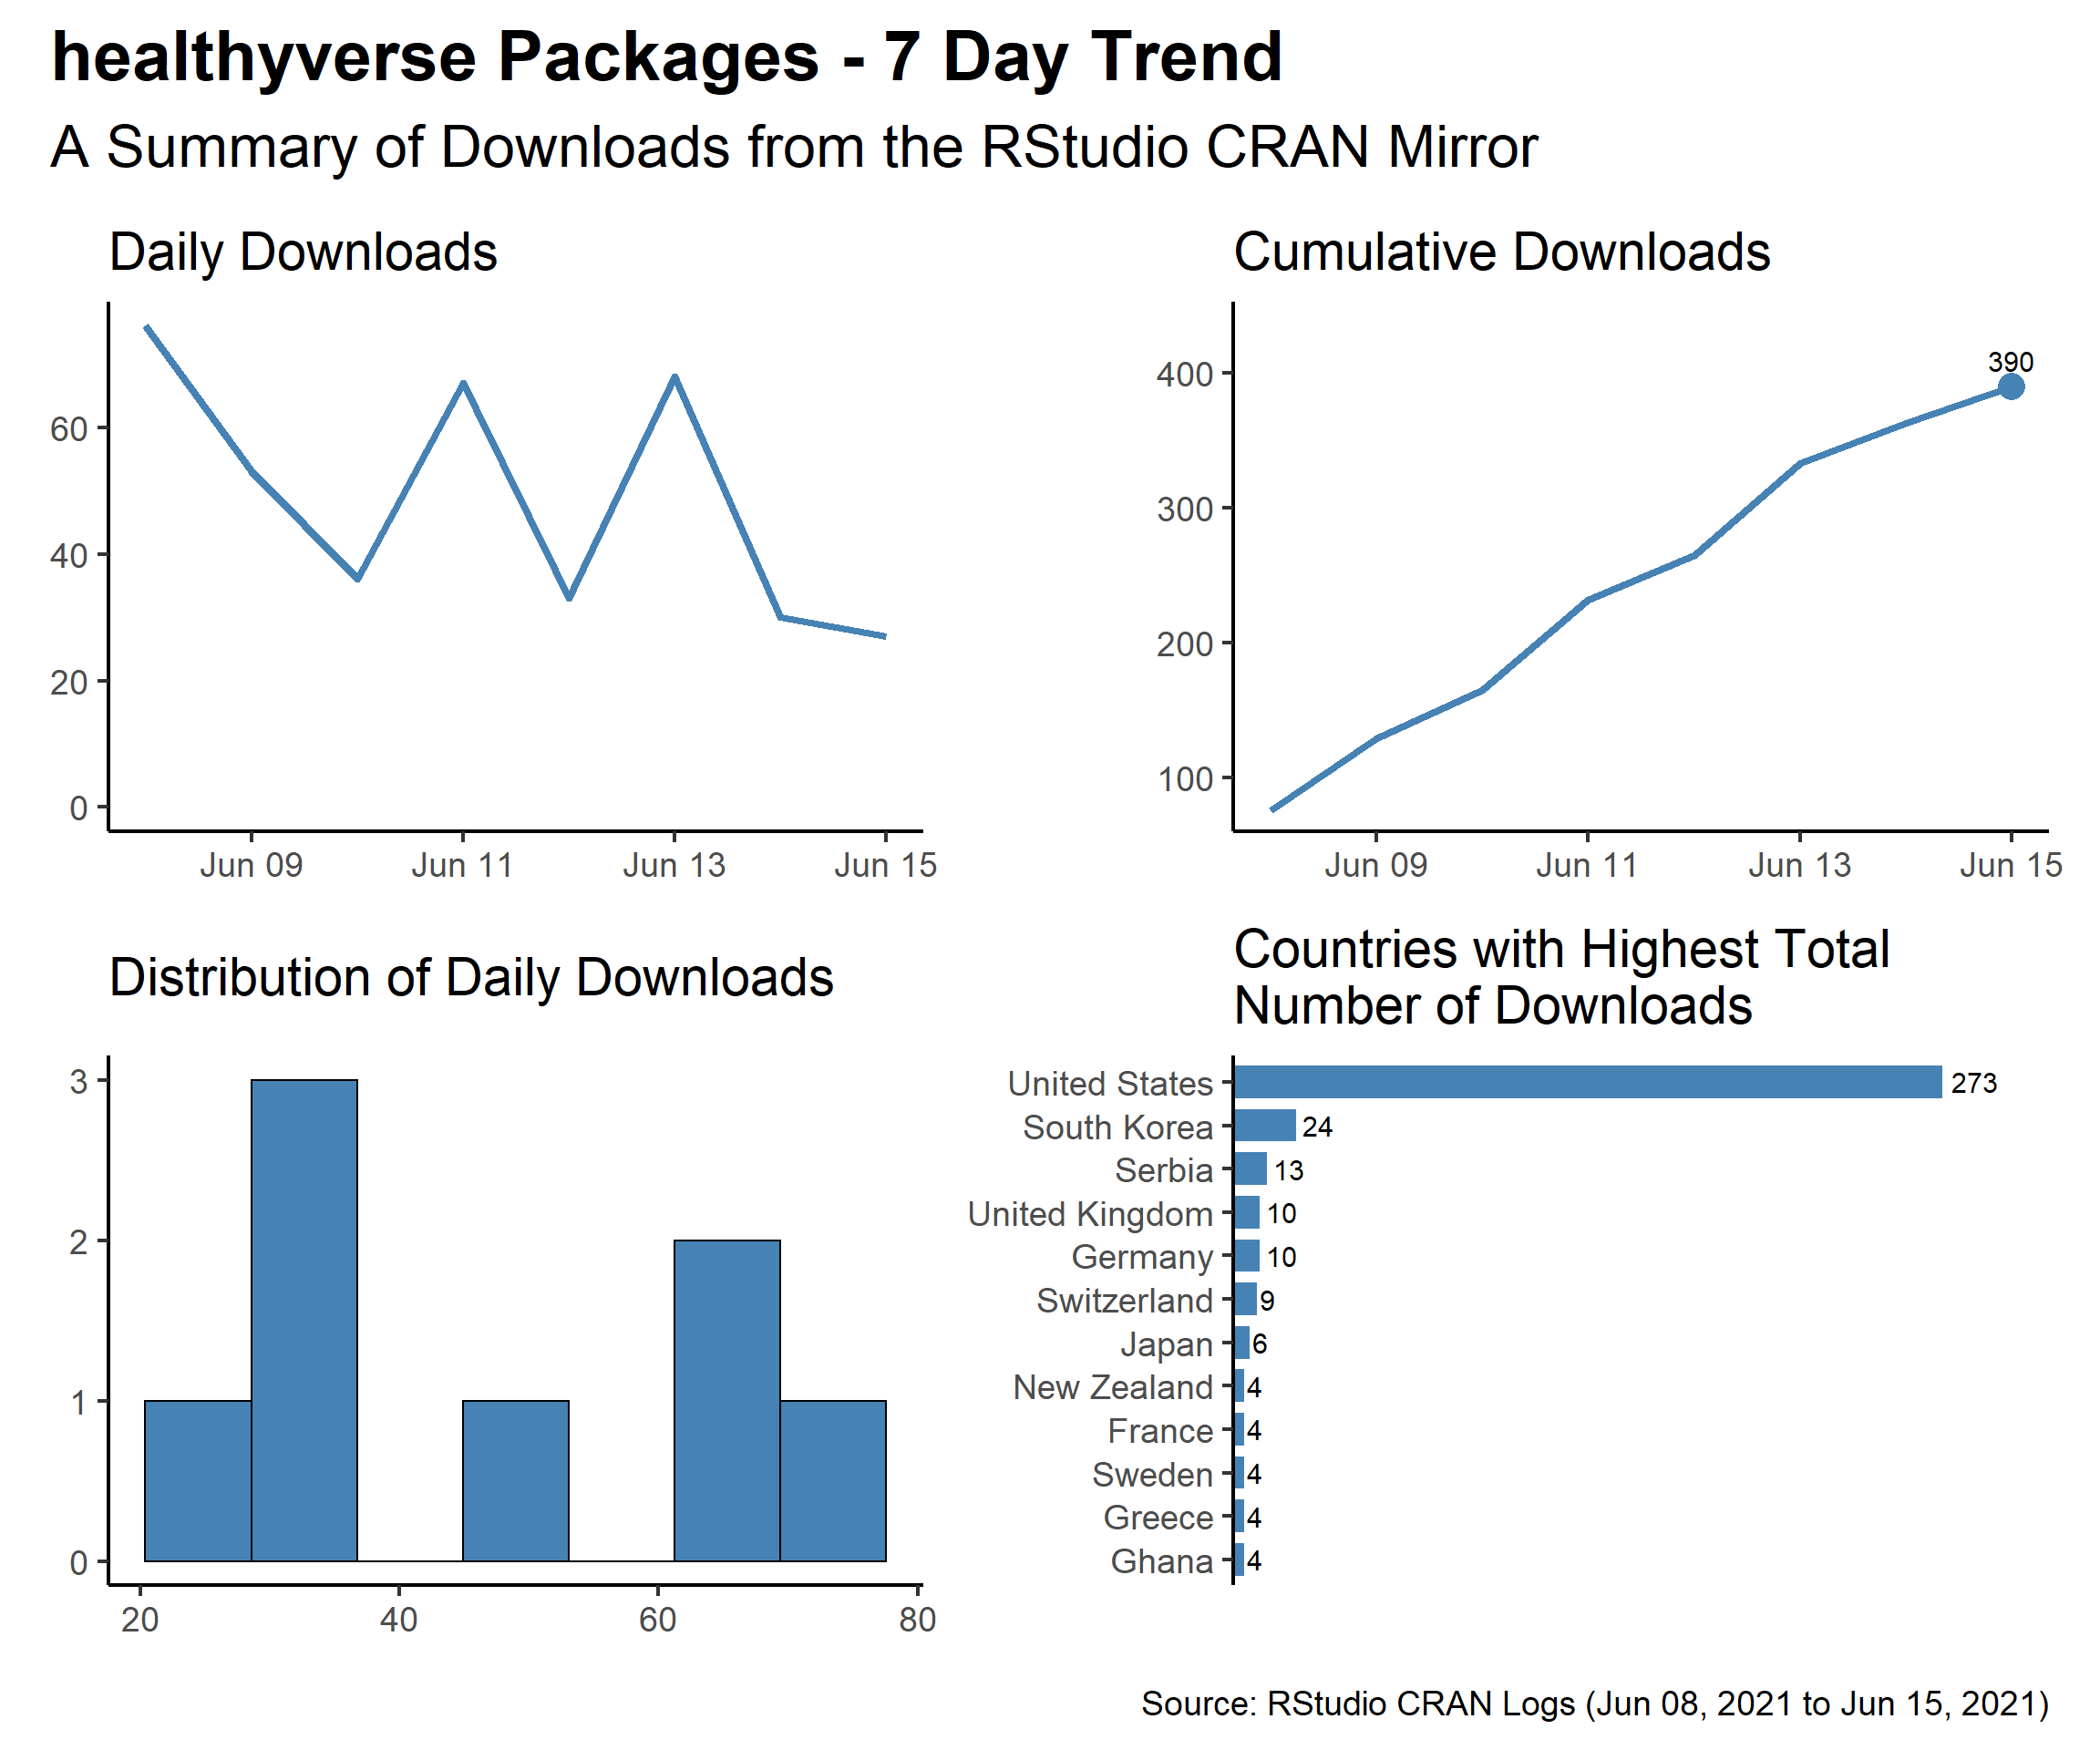 healthyverse Packages - 7 Day Trend
A Summary of Downloads from the RStudio CRAN Mirror
Daily Downloads
60
40
20
0
Jun 09 Jun 11 Jun 13 Jun 15
Cumulative Downloads
390
400
300
200
100
Jun 09 Jun 11 Jun 13 Jun 15
Distribution of Daily Downloads
3
2
1
0
20 40 60 80
Countries with Highest Total
Number of Downloads
United States 273
South Korea 24
Serbia 13
United Kingdom 10
Germany 10
Switzerland 9
Japan 6
New Zealand 4
France 4
Sweden 4
Greece 4
Ghana 4
Source: RStudio CRAN Logs (Jun 08, 2021 to Jun 15, 2021)